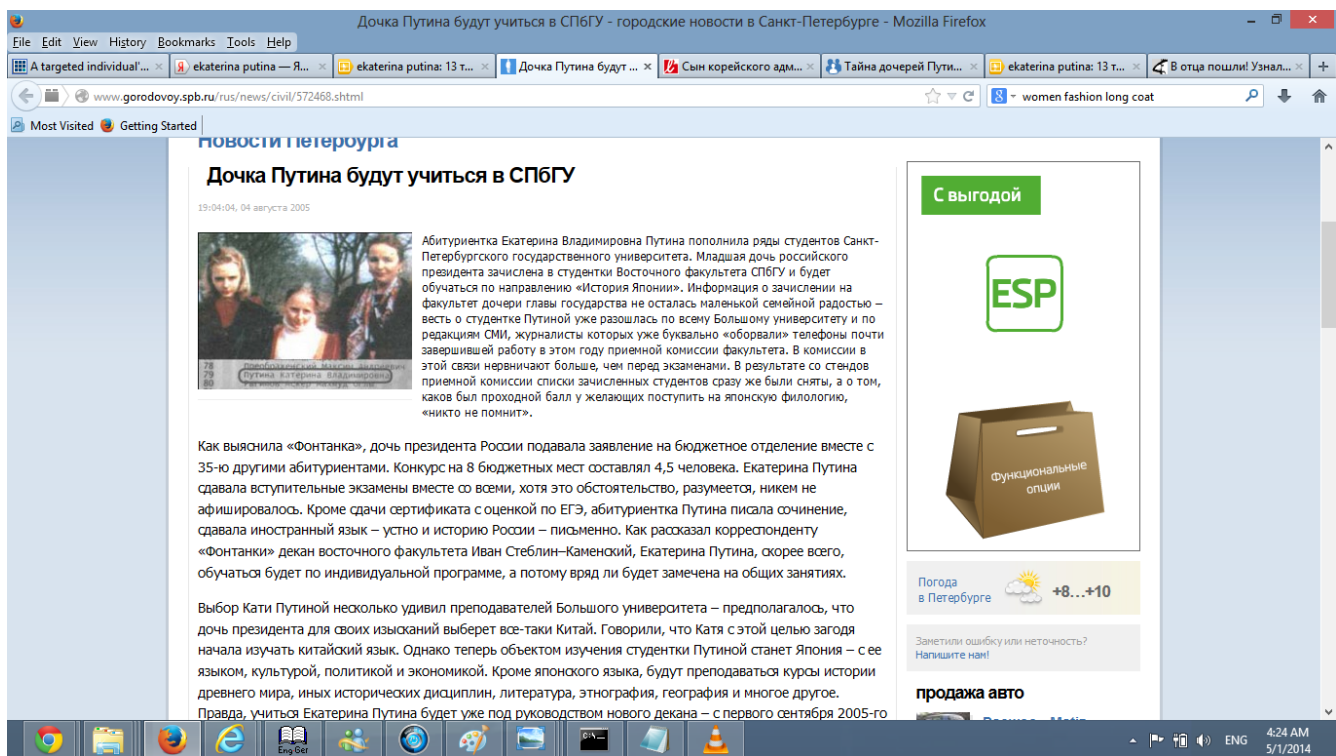 Дочка Путина будут учиться в СПбГУ - городские новости в Санкт-Петербурге - Mozilla Firefox
File Edit View History Bookmarks Tools Help
A targeted individual'...
ekaterina putina — Я...
ekaterina putina: 13 т...
Дочка Путина будут ...
Сын корейского адм...
Тайна дочерей Пути...
ekaterina putina: 13 т...
В отца пошли! Узнал...
www.gorodovoy.spb.ru/rus/news/civil/572468.shtml
women fashion long coat
Most Visited Getting Started
Новости Петербурга
Дочка Путина будут учиться в СПбГУ
19:04:04, 04 августа 2005
78 Преображенский Максим Андреевич
79 Путина Катерина Владимировна
80
Абитуриентка Екатерина Владимировна Путина пополнила ряды студентов Санкт-
Петербургского государственного университета. Младшая дочь российского
президента зачислена в студентки Восточного факультета СПбГУ и будет
обучаться по направлению «История Японии». Информация о зачислении на
факультет дочери главы государства не осталась маленькой семейной радостью –
весть о студентке Путиной уже разошлась по всему Большому университету и по
редакциям СМИ, журналисты которых уже буквально «оборвали» телефоны почти
завершившей работу в этом году приемной комиссии факультета. В комиссии в
этой связи нервничают больше, чем перед экзаменами. В результате со стендов
приемной комиссии списки зачисленных студентов сразу же были сняты, а о том,
каков был проходной балл у желающих поступить на японскую филологию,
«никто не помнит».
Как выяснила «Фонтанка», дочь президента России подавала заявление на бюджетное отделение вместе с
35-ю другими абитуриентами. Конкурс на 8 бюджетных мест составлял 4,5 человека. Екатерина Путина
сдавала вступительные экзамены вместе со всеми, хотя это обстоятельство, разумеется, никем не
афишировалось. Кроме сдачи сертификата с оценкой по ЕГЭ, абитуриентка Путина писала сочинение,
сдавала иностранный язык – устно и историю России – письменно. Как рассказал корреспонденту
«Фонтанки» декан восточного факультета Иван Стеблин–Каменский, Екатерина Путина, скорее всего,
обучаться будет по индивидуальной программе, а потому вряд ли будет замечена на общих занятиях.
Выбор Кати Путиной несколько удивил преподавателей Большого университета – предполагалось, что
дочь президента для своих изысканий выберет все-таки Китай. Говорили, что Катя с этой целью загодя
начала изучать китайский язык. Однако теперь объектом изучения студентки Путиной станет Япония – с ее
языком, культурой, политикой и экономикой. Кроме японского языка, будут преподаваться курсы истории
древнего мира, иных исторических дисциплин, литература, этнография, география и многое другое.
Правда, учиться Екатерина Путина будет уже под руководством нового декана – с первого сентября 2005-го
С выгодой
ESP
Функциональные
опции
Погода
в Петербурге
+8...+10
Заметили ошибку или неточность?
Напишите нам!
продажа авто
Eng Ger
ENG
4:24 AM
5/1/2014